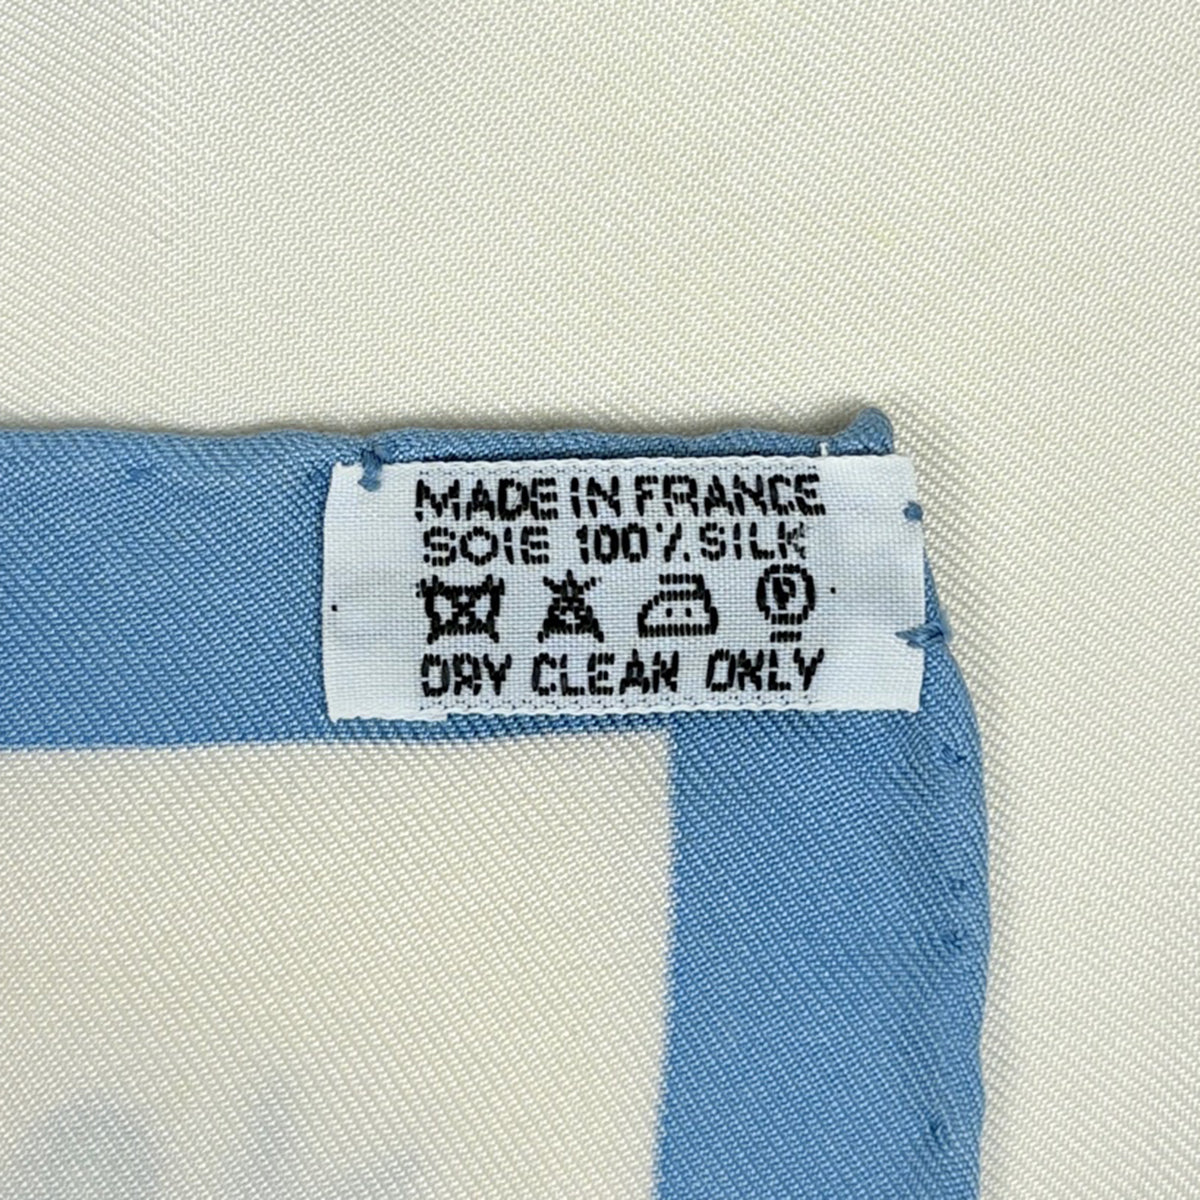 MADE IN FRANCE
SOIE 100% SILK
P
DRY CLEAN ONLY